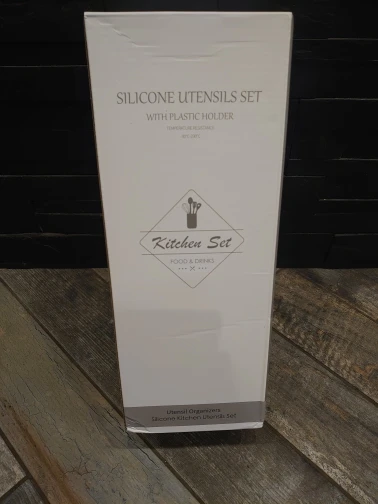 SILICONE UTENSILS SET
WITH PLASTIC HOLDER
Kitchen Set
FOOD & DRINKS
Utensil Organizers
Silicone Kitchen Utensils Set